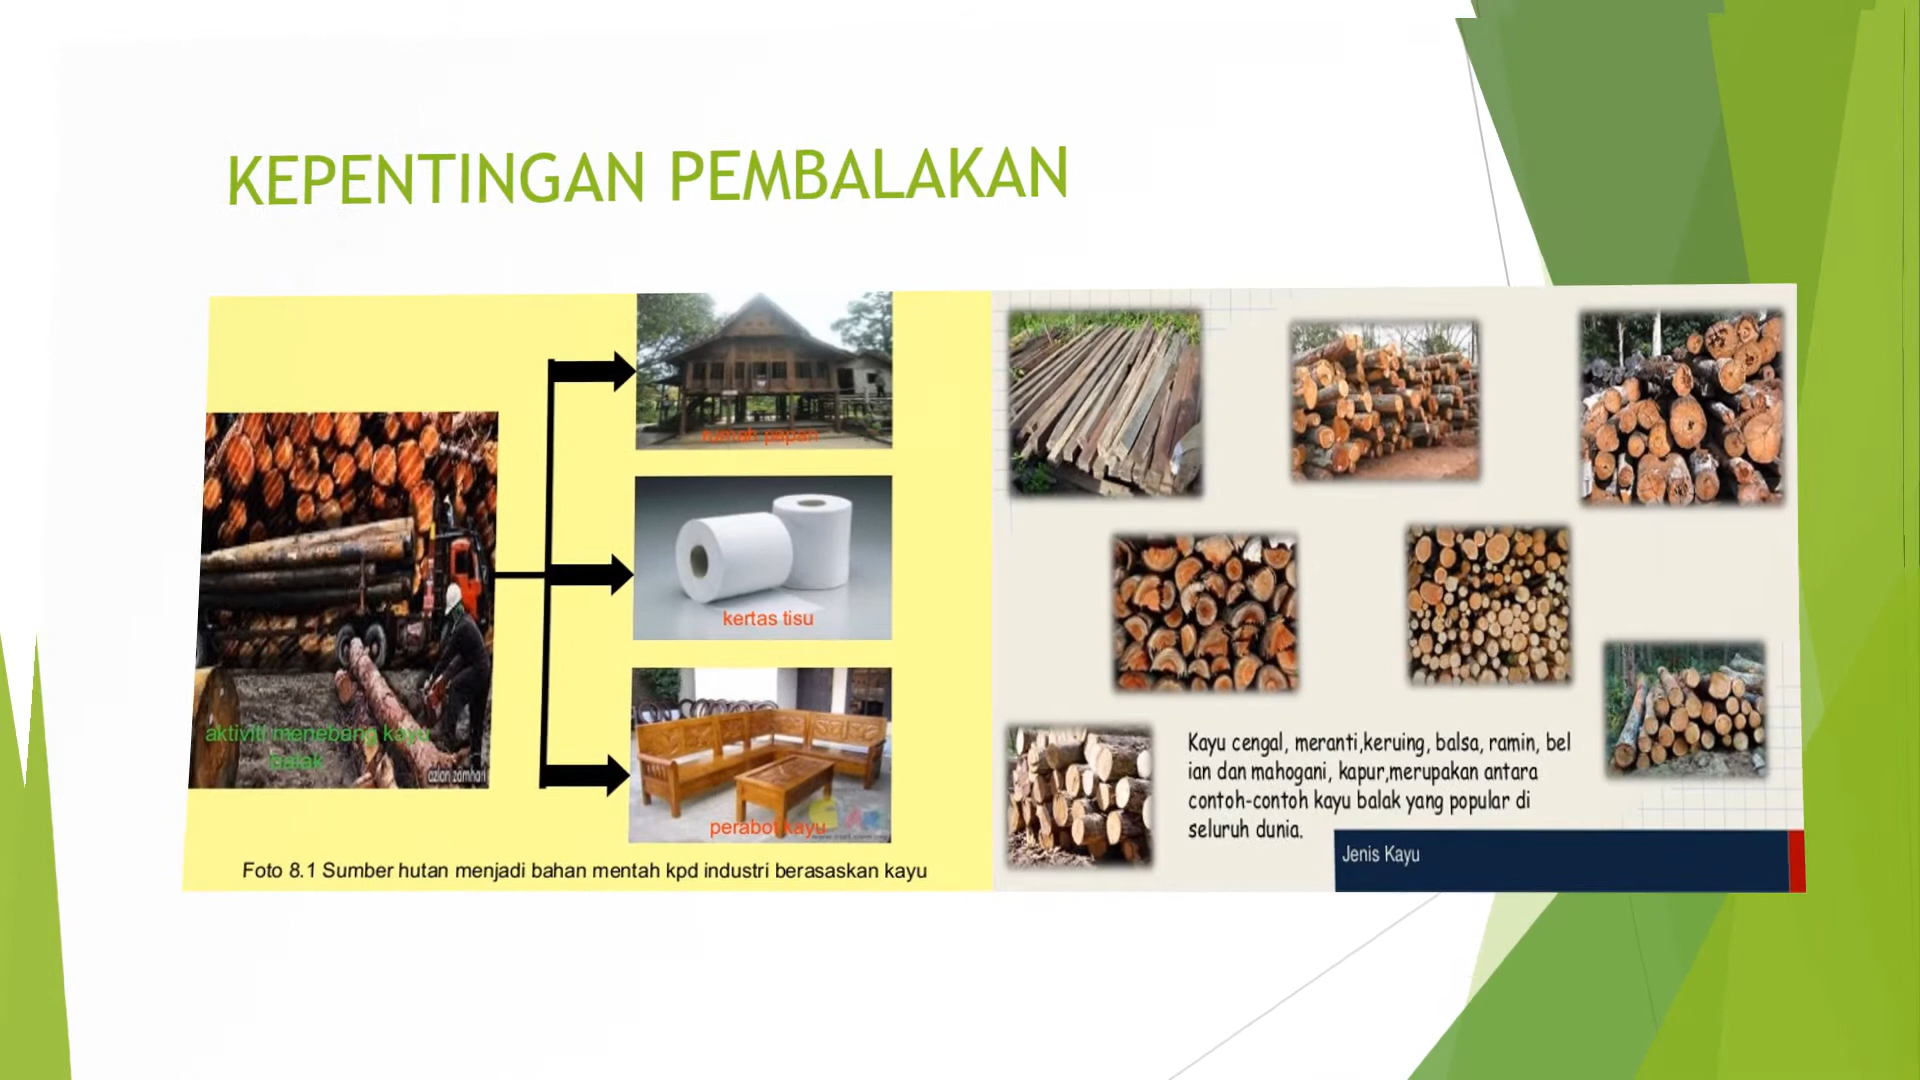 KEPENTINGAN PEMBALAKAN
rumah papan
kertas tisu
aktiviti menebang kayu
balak
azlan zamhari
perabot kayu
Foto 8.1 Sumber hutan menjadi bahan mentah kpd industri berasaskan kayu
Kayu cengal, meranti,keruing, balsa, ramin, bel
ian dan mahogani, kapur,merupakan antara
contoh-contoh kayu balak yang popular di
seluruh dunia.
Jenis Kayu